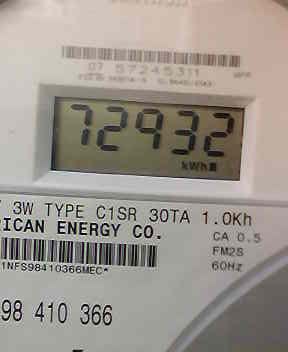 07 57245311
72932
kWh
3W TYPE C1SR 30TA 1.0Kh
RICAN ENERGY CO. CA 0.5
FM2S
1NFS98410366MEC* 60Hz
98 410 366